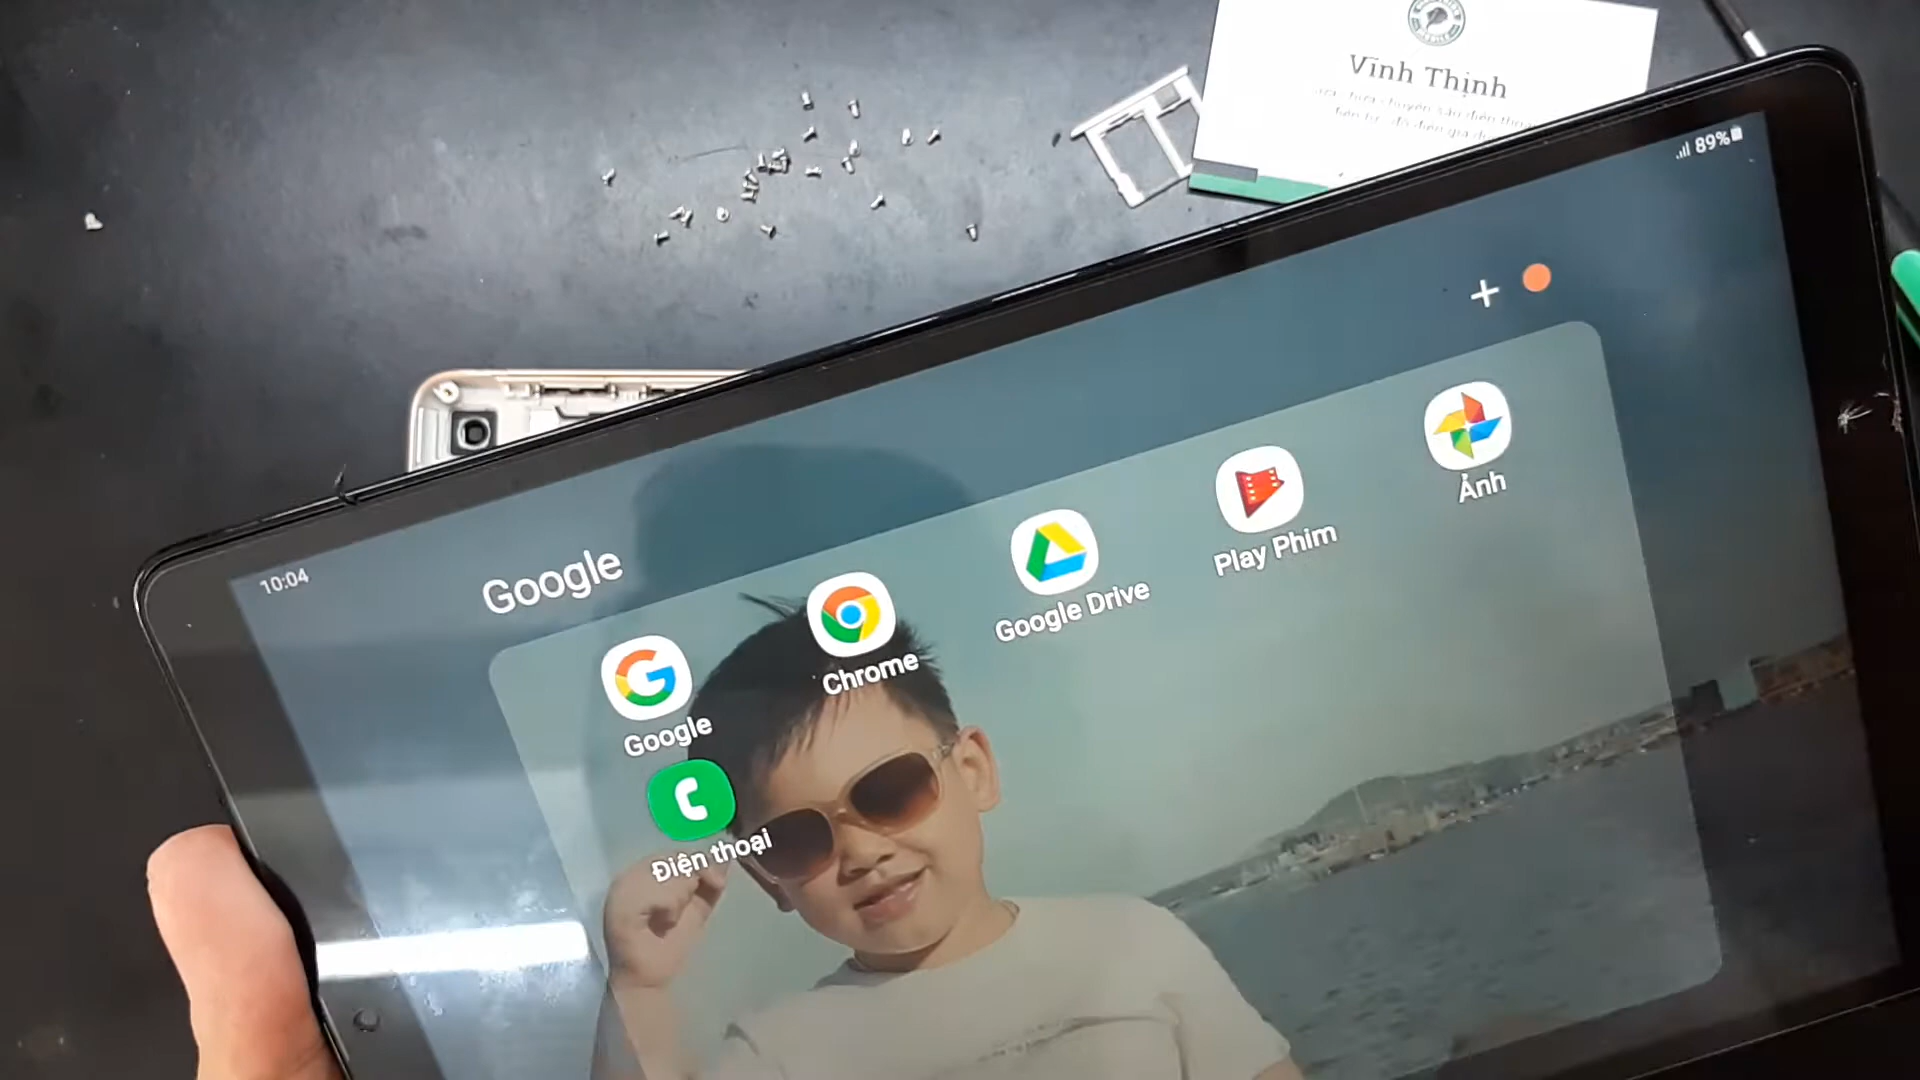 Vĩnh Thịnh
89%
10:04
Google
Google
Chrome
Google Drive
Play Phim
Ảnh
Điện thoại